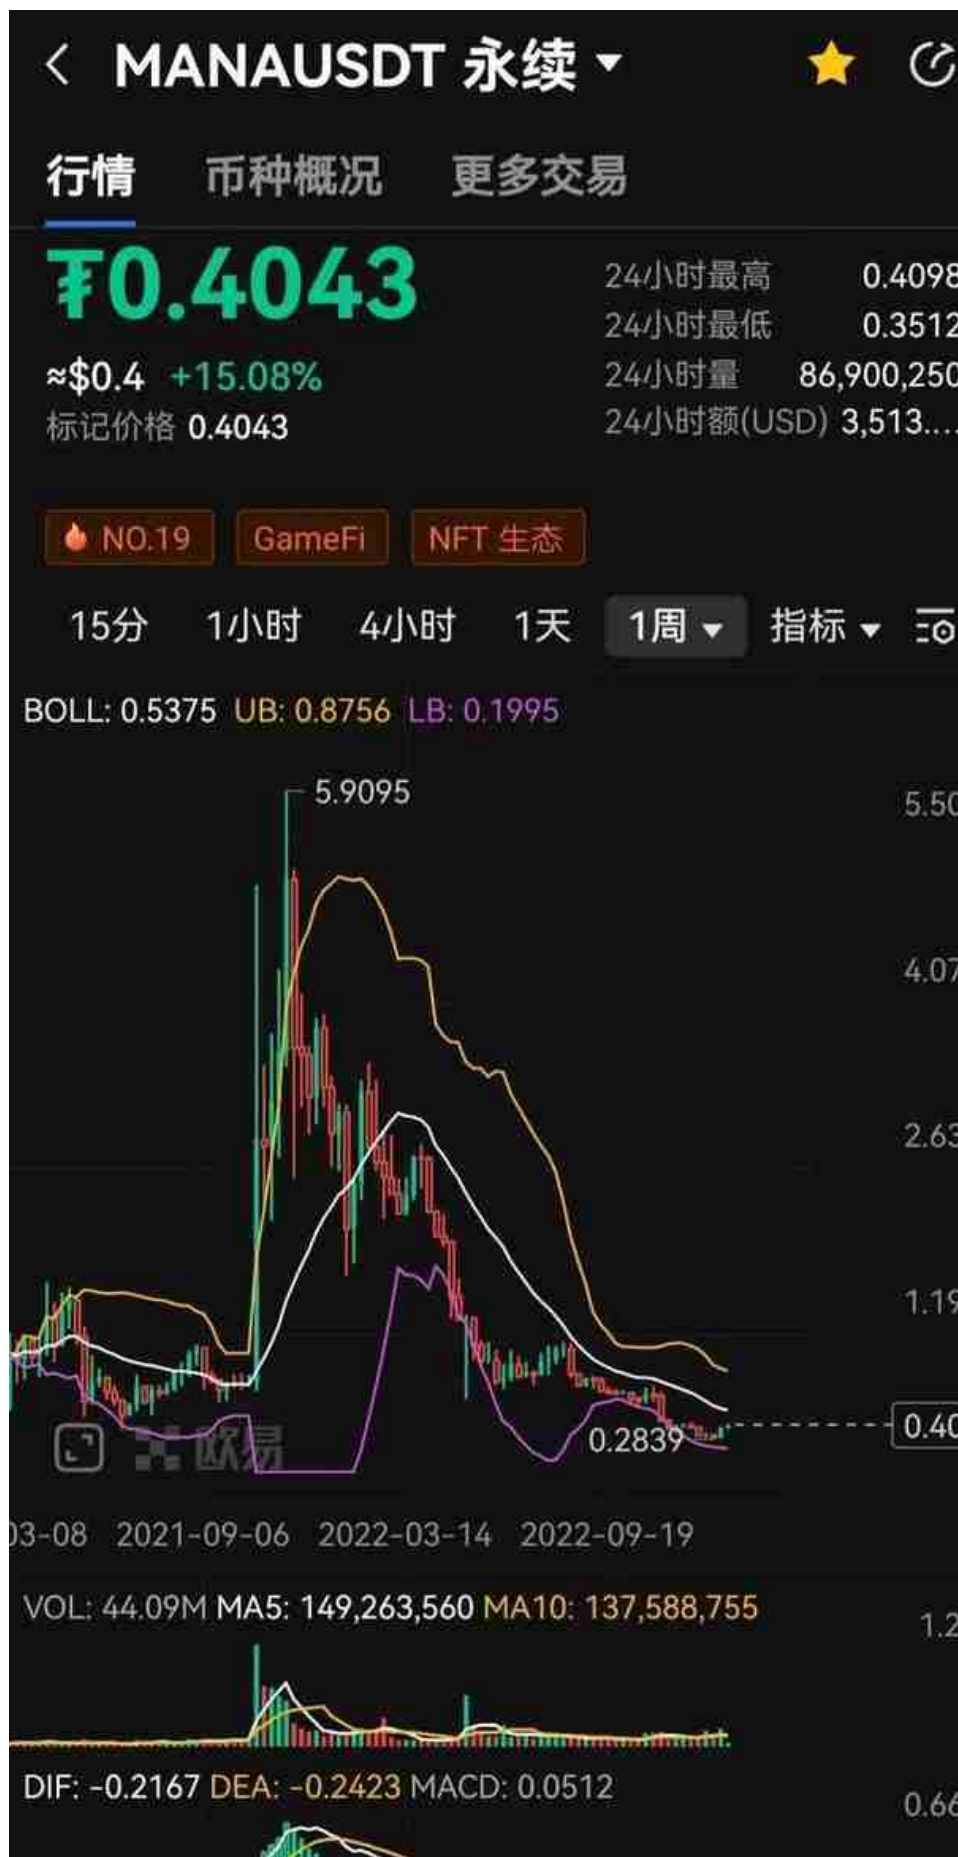 MANAUSDT 永续
行情 币种概况 更多交易
₮0.4043
≈$0.4 +15.08%
标记价格 0.4043
24小时最高 0.4098
24小时最低 0.3512
24小时量 86,900,250
24小时额(USD) 3,513....
NO.19 GameFi NFT 生态
15分 1小时 4小时 1天 1周 指标
BOLL: 0.5375 UB: 0.8756 LB: 0.1995
5.9095
5.50
4.07
2.63
1.19
0.40
0.2839
欧易
03-08 2021-09-06 2022-03-14 2022-09-19
VOL: 44.09M MA5: 149,263,560 MA10: 137,588,755
1.2
DIF: -0.2167 DEA: -0.2423 MACD: 0.0512
0.66